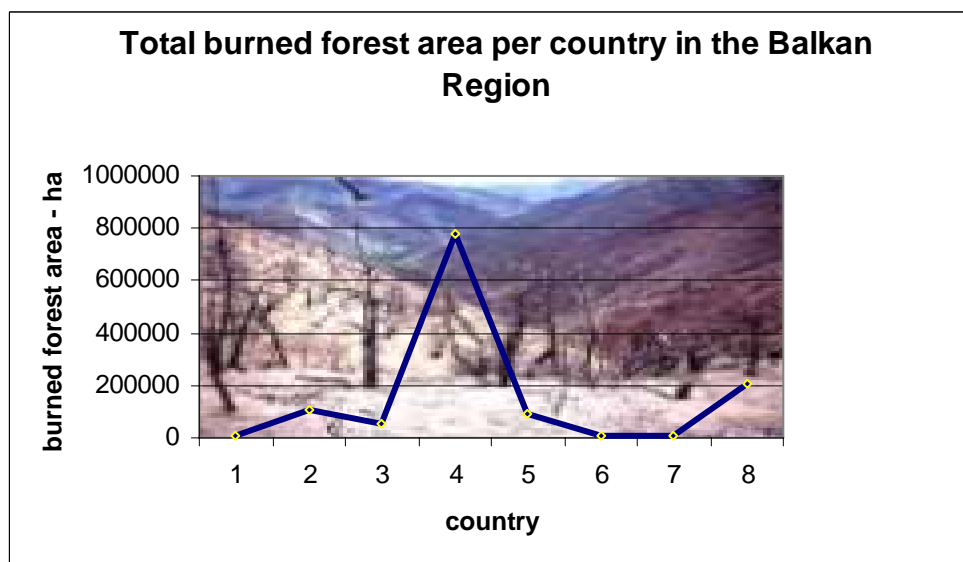 Total burned forest area per country in the Balkan
Region
burned forest area - ha
1000000
800000
600000
400000
200000
0
1 2 3 4 5 6 7 8
country